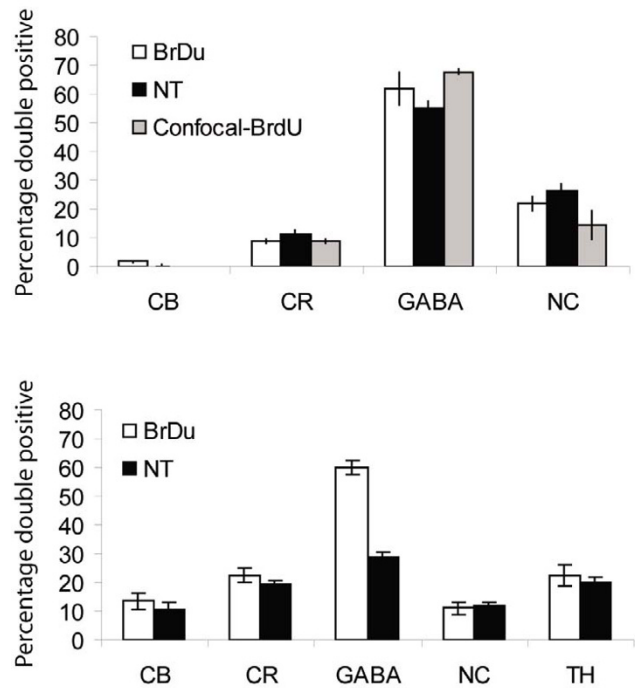 Percentage double positive
80
70
60
50
40
30
20
10
0
BrDu
NT
Confocal-BrdU
CB CR GABA NC
Percentage double positive
80
70
60
50
40
30
20
10
0
BrDu
NT
CB CR GABA NC TH